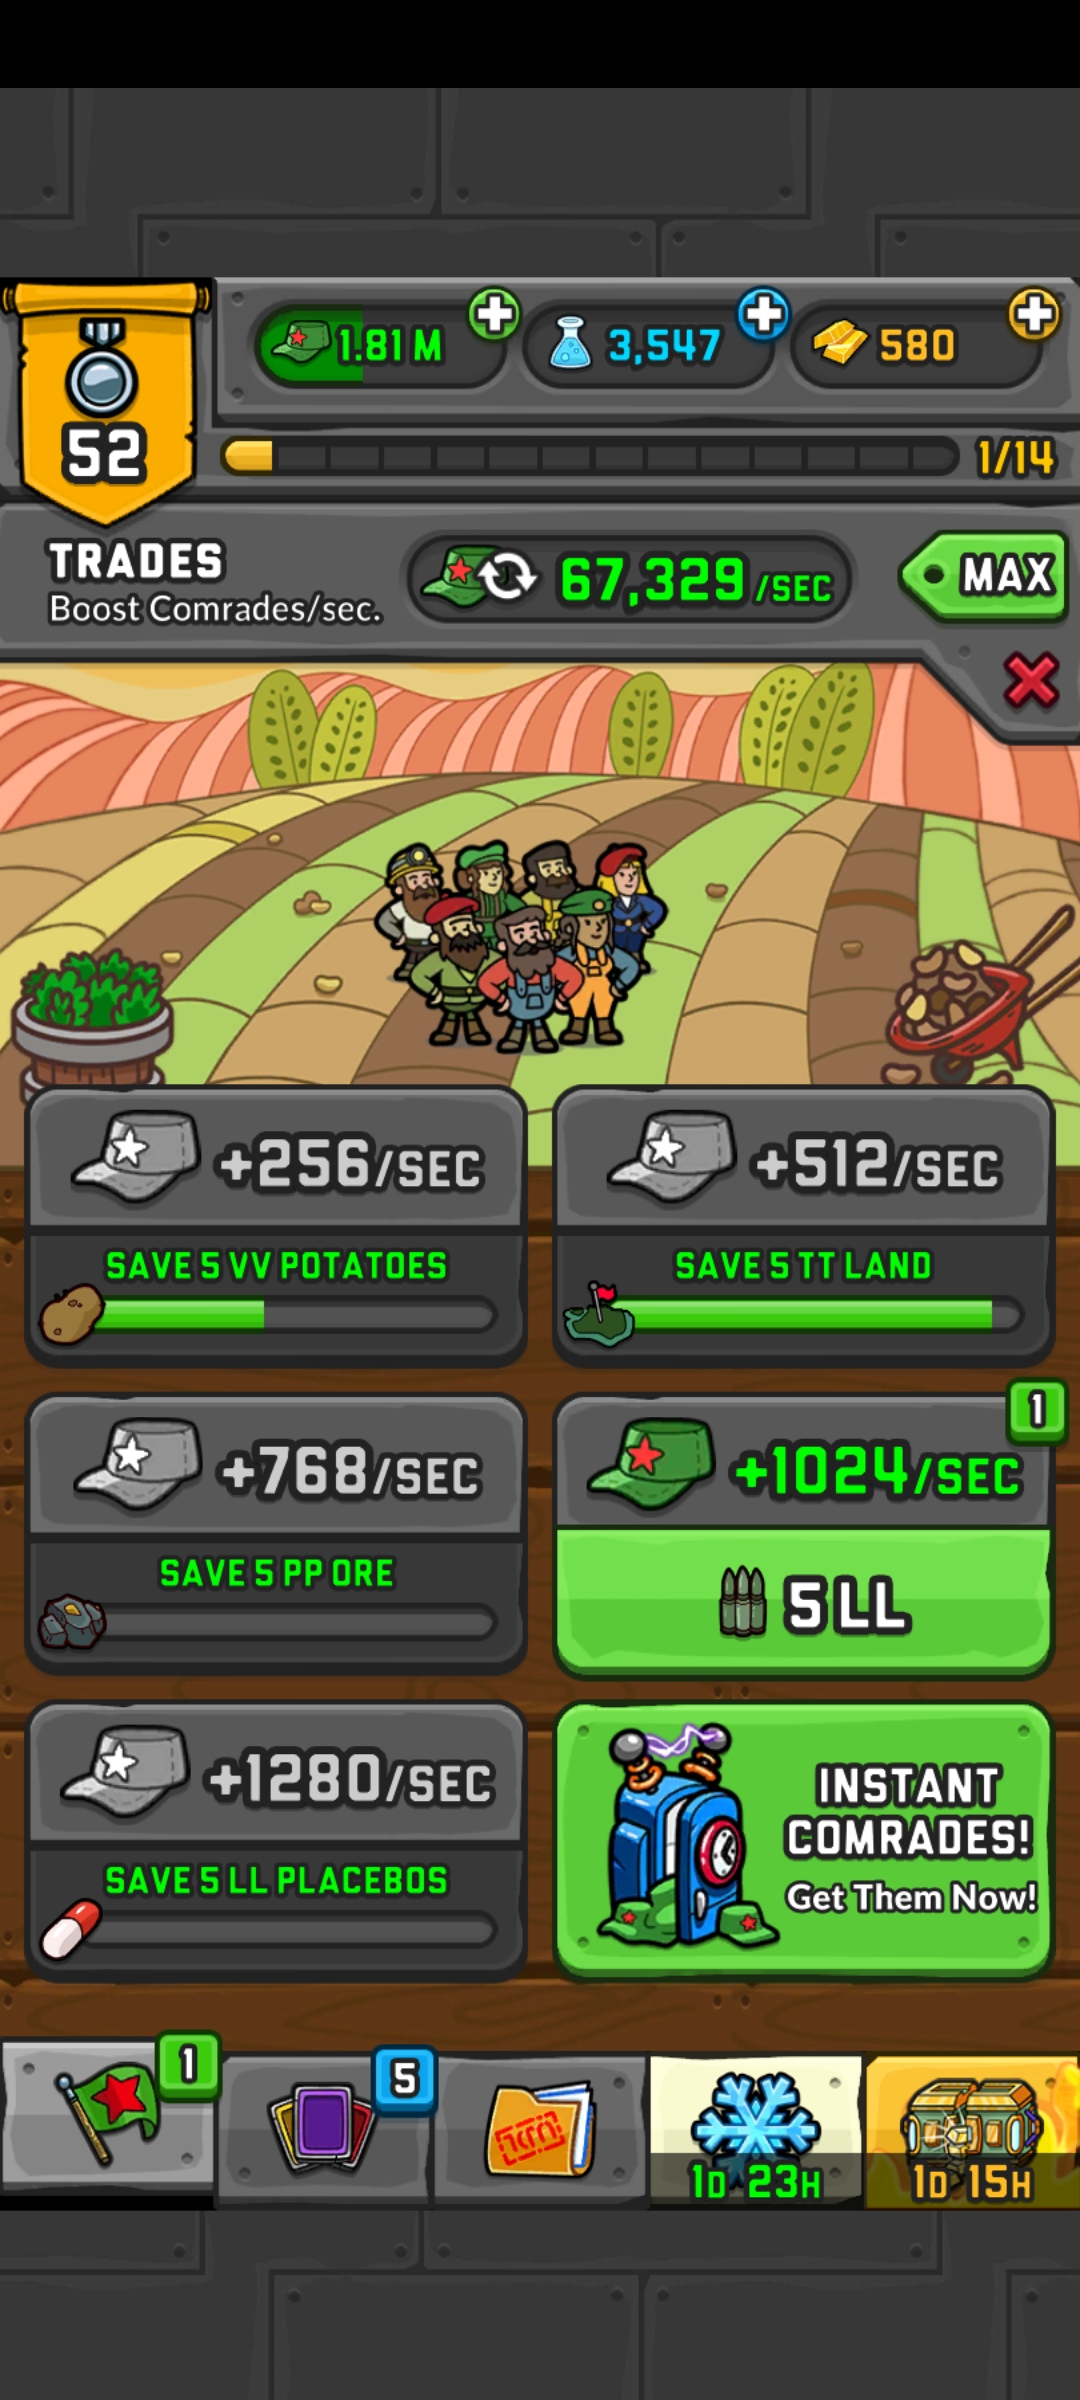 1.81 M
3,547
580
52
1/14
TRADES
Boost Comrades/sec.
67,329 /SEC
MAX
+256/SEC
SAVE 5 VV POTATOES
+512/SEC
SAVE 5 TT LAND
+768/SEC
SAVE 5 PP ORE
1
+1024/SEC
5 LL
+1280/SEC
SAVE 5 LL PLACEBOS
INSTANT
COMRADES!
Get Them Now!
1
5
1D 23H
1D 15H